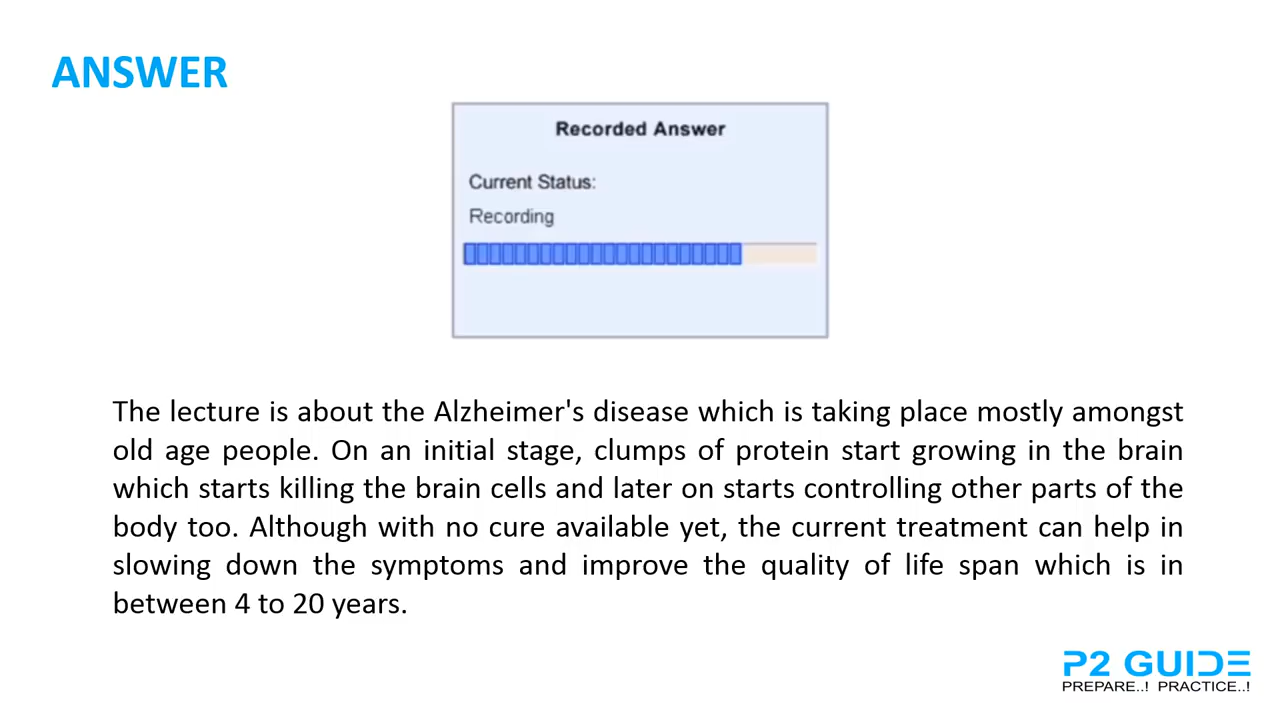 ANSWER
Recorded Answer
Current Status:
Recording
The lecture is about the Alzheimer's disease which is taking place mostly amongst
old age people. On an initial stage, clumps of protein start growing in the brain
which starts killing the brain cells and later on starts controlling other parts of the
body too. Although with no cure available yet, the current treatment can help in
slowing down the symptoms and improve the quality of life span which is in
between 4 to 20 years.
P2 GUIDE
PREPARE..! PRACTICE..!